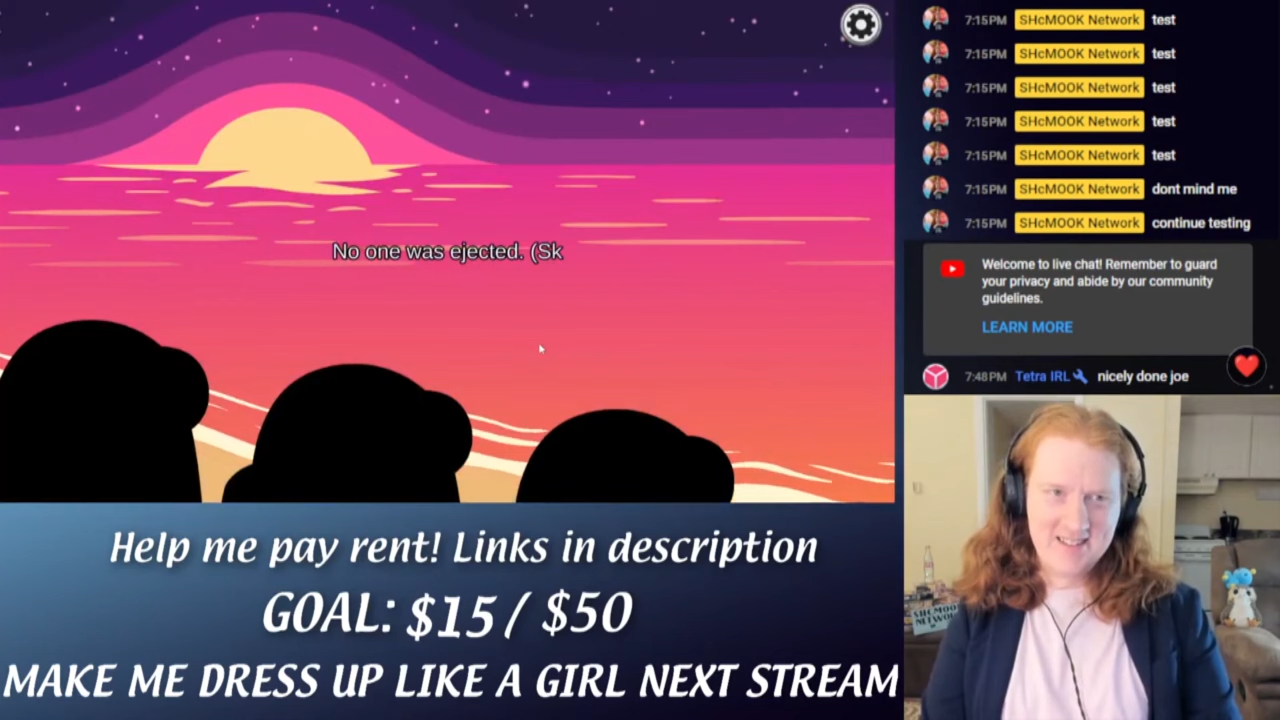 7:15PM SHcMOOK Network test
7:15PM SHcMOOK Network test
7:15PM SHcMOOK Network test
7:15PM SHcMOOK Network test
7:15PM SHcMOOK Network test
7:15PM SHcMOOK Network dont mind me
7:15PM SHcMOOK Network continue testing
Welcome to live chat! Remember to guard
your privacy and abide by our community
guidelines.
LEARN MORE
7:48PM Tetra IRL nicely done joe
No one was ejected. (Sk
Help me pay rent! Links in description
GOAL: $15 / $50
MAKE ME DRESS UP LIKE A GIRL NEXT STREAM
SHCMOOK
NETWORK